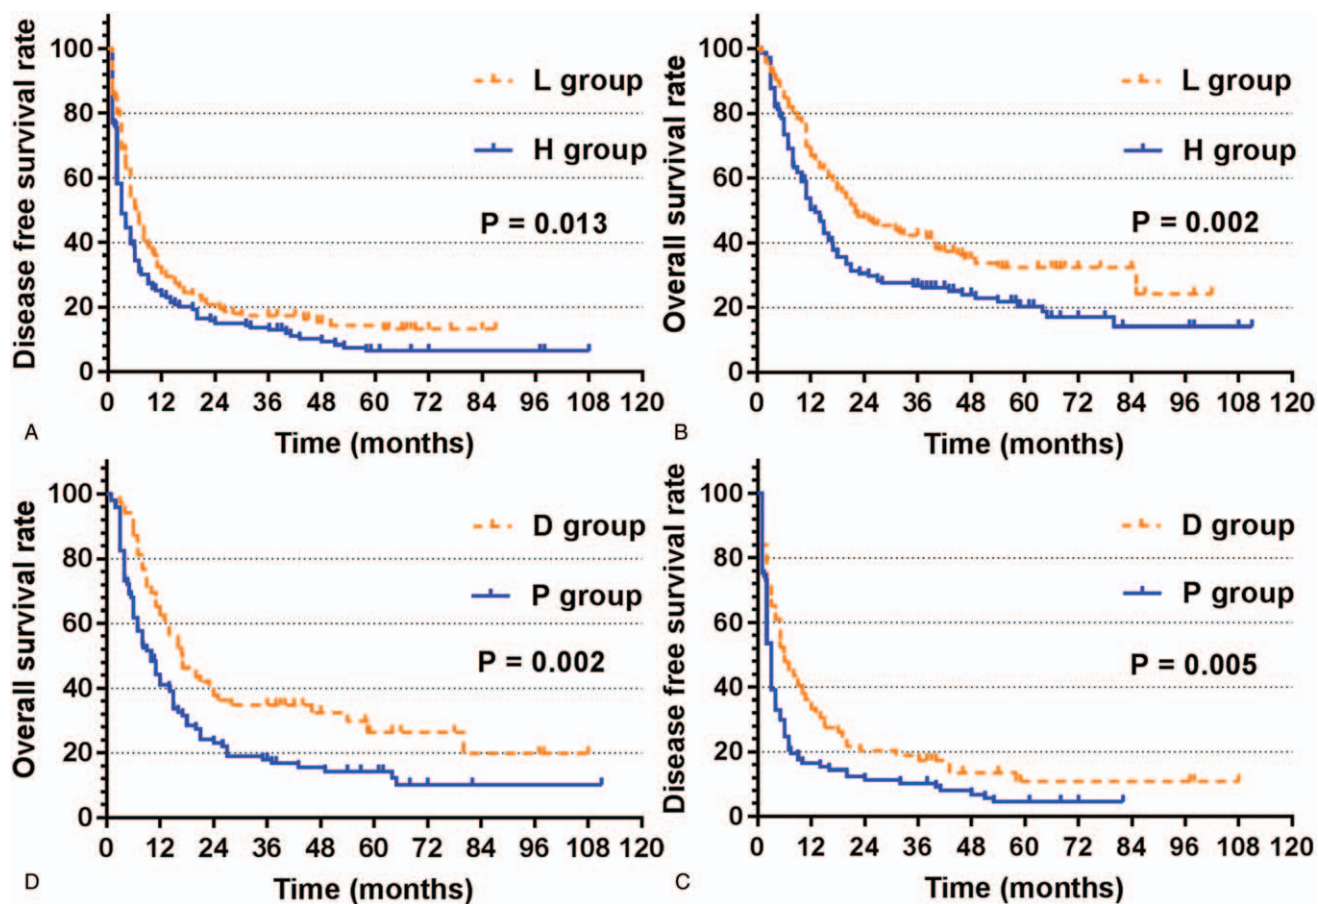 Disease free survival rate
100
80
60
40
20
0
L group
H group
P = 0.013
0 12 24 36 48 60 72 84 96 108 120
Time (months)
A
Overall survival rate
100
80
60
40
20
0
L group
H group
P = 0.002
0 12 24 36 48 60 72 84 96 108 120
Time (months)
B
Overall survival rate
100
80
60
40
20
0
D group
P group
P = 0.002
0 12 24 36 48 60 72 84 96 108 120
Time (months)
D
Disease free survival rate
100
80
60
40
20
0
D group
P group
P = 0.005
0 12 24 36 48 60 72 84 96 108 120
Time (months)
C